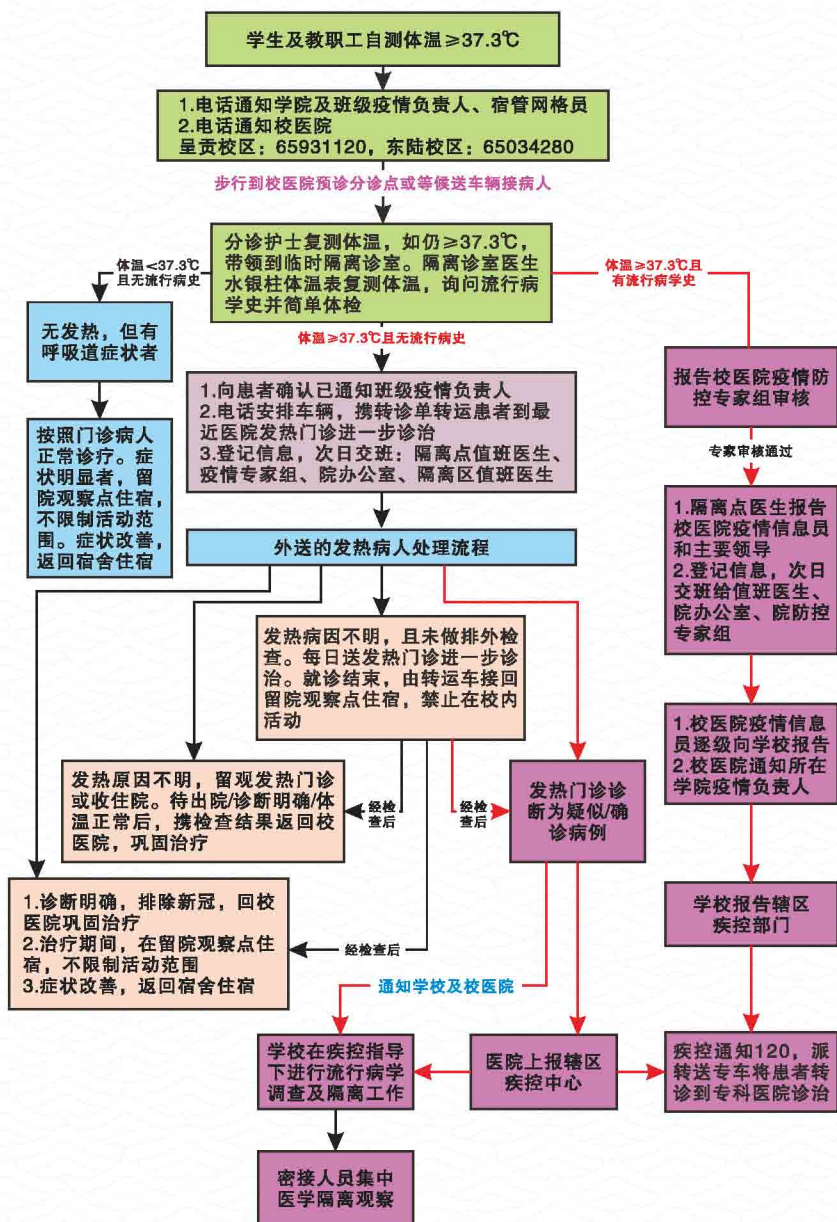 学生及教职工自测体温≥37.3℃
1.电话通知学院及班级疫情负责人、宿管网格员
2.电话通知校医院
呈贡校区：65931120，东陆校区：65034280
步行到校医院预诊分诊点或等候送车辆接病人
分诊护士复测体温，如仍≥37.3℃，
带领到临时隔离诊室。隔离诊室医生
水银柱体温表复测体温，询问流行病
学史并简单体检
体温<37.3℃
且无流行病史
体温≥37.3℃且
有流行病学史
体温≥37.3℃且无流行病史
无发热，但有
呼吸道症状者
按照门诊病人
正常诊疗。症
状明显者，留
院观察点住宿，
不限制活动范
围。症状改善，
返回宿舍住宿
1.向患者确认已通知班级疫情负责人
2.电话安排车辆，携转诊单转运患者到最
近医院发热门诊进一步诊治
3.登记信息，次日交班：隔离点值班医生、
疫情专家组、院办公室、隔离区值班医生
报告校医院疫情防
控专家组审核
专家审核通过
1.隔离点医生报告
校医院疫情信息员
和主要领导
2.登记信息，次日
交班给值班医生、
院办公室、院防控
专家组
外送的发热病人处理流程
发热病因不明，且未做排外检
查。每日送发热门诊进一步诊
治。就诊结束，由转运车接回
留院观察点住宿，禁止在校内
活动
1.校医院疫情信息
员逐级向学校报告
2.校医院通知所在
学院疫情负责人
发热原因不明，留观发热门诊
或收住院。待出院/诊断明确/体
温正常后，携检查结果返回校
医院，巩固治疗
经检
查后
经检
查后
发热门诊诊
断为疑似/确
诊病例
1.诊断明确，排除新冠，回校
医院巩固治疗
2.治疗期间，在留院观察点住
宿，不限制活动范围
3.症状改善，返回宿舍住宿
经检查后
学校报告辖区
疾控部门
通知学校及校医院
学校在疾控指导
下进行流行病学
调查及隔离工作
医院上报辖区
疾控中心
疾控通知120，派
转送专车将患者转
诊到专科医院诊治
密接人员集中
医学隔离观察